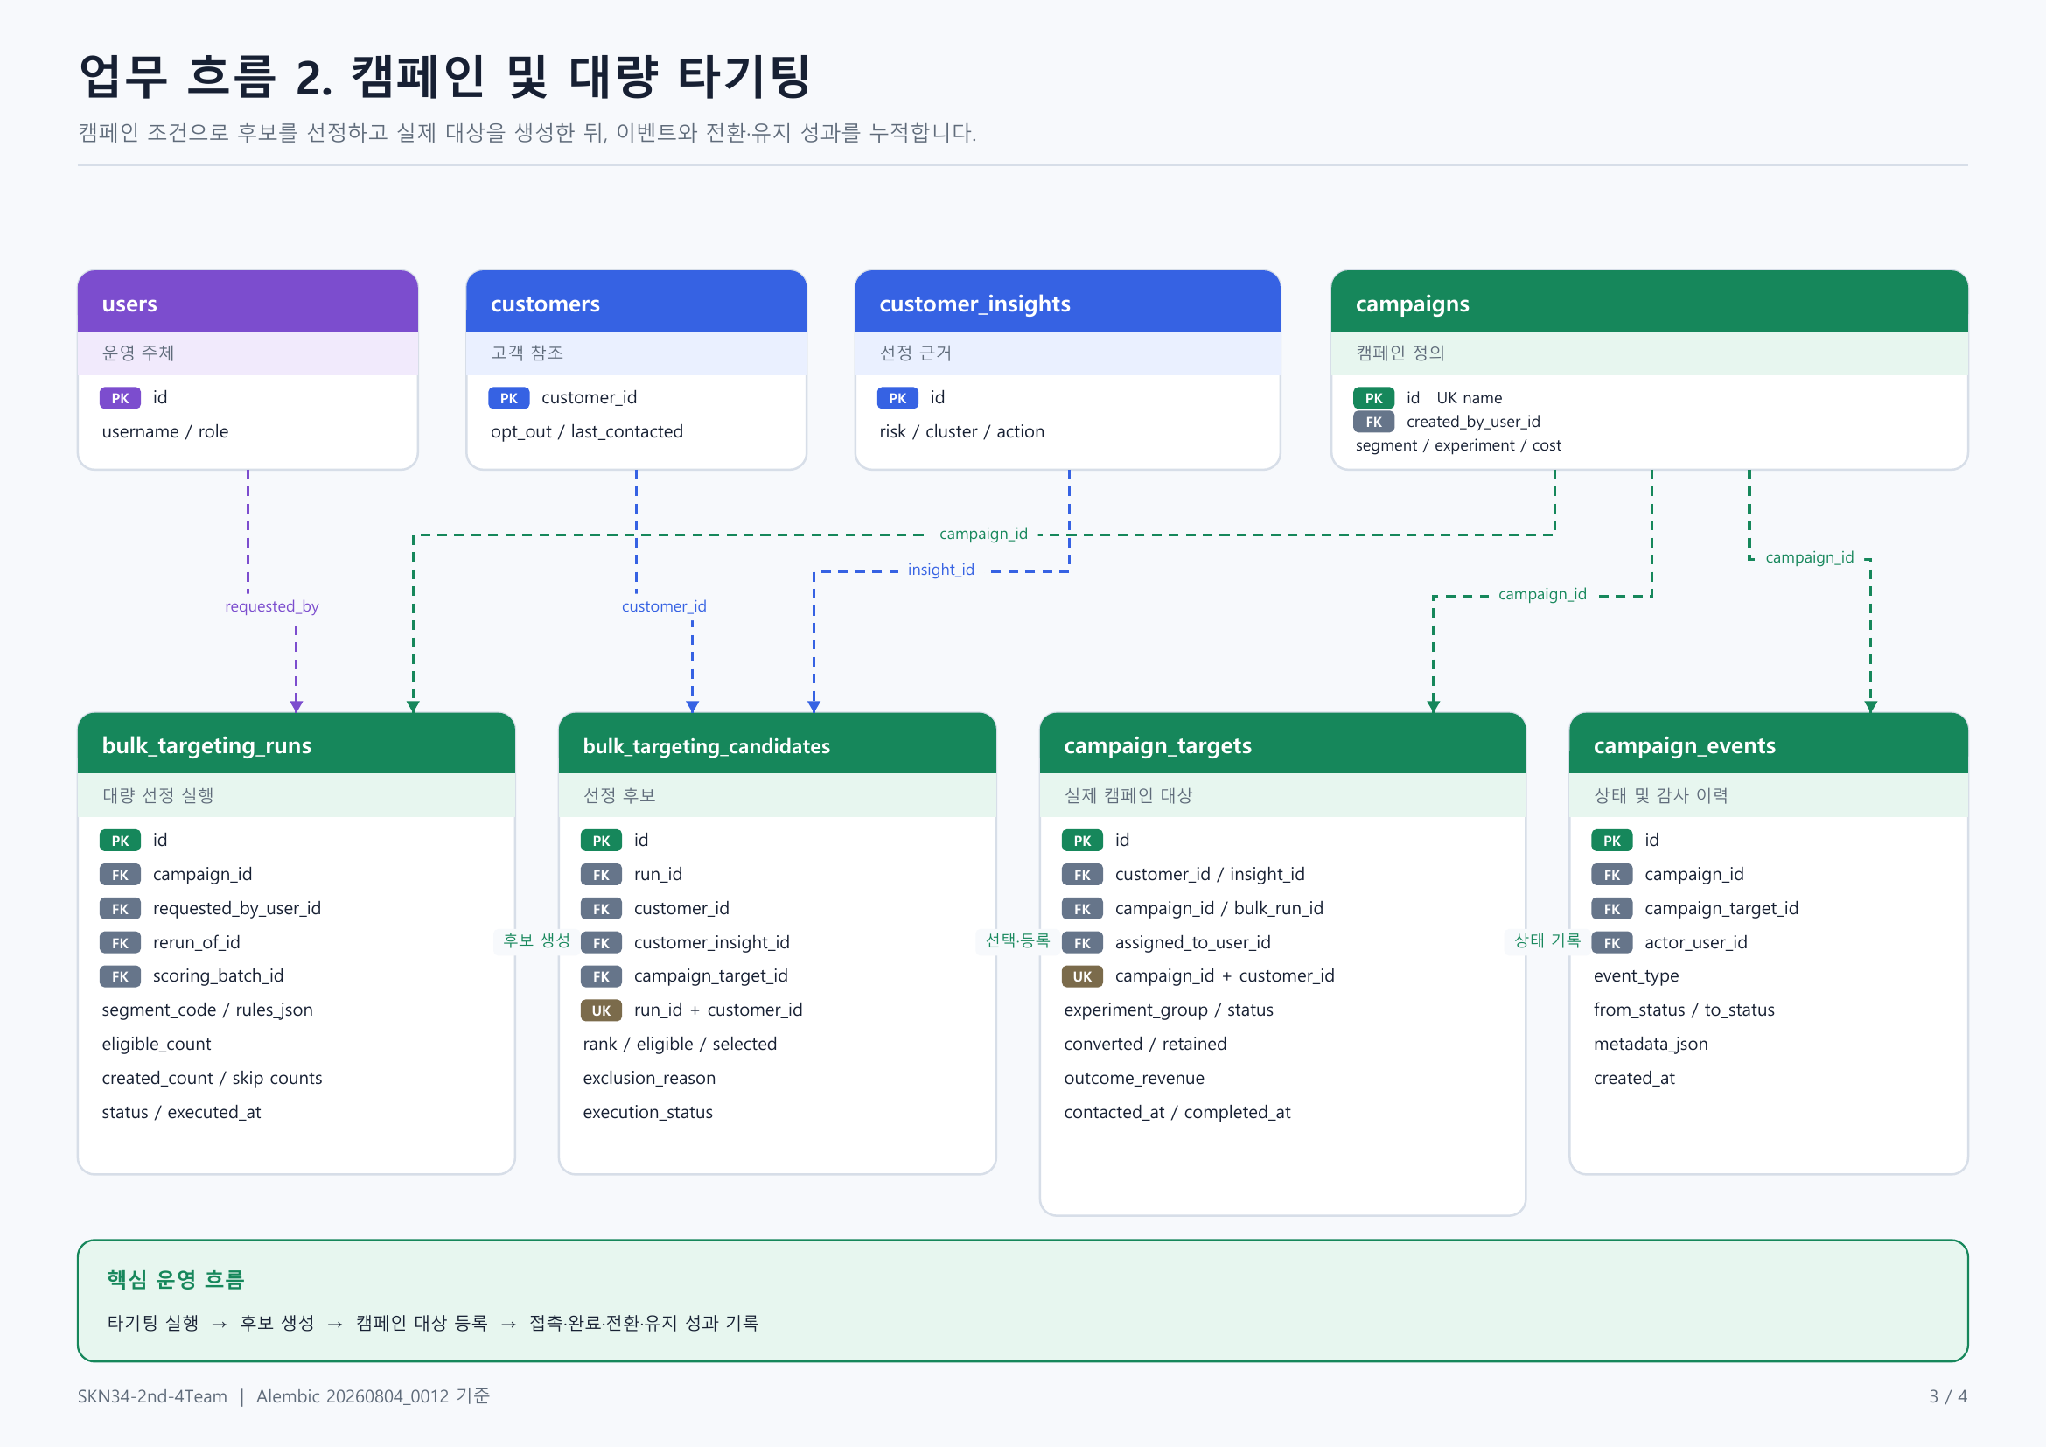 업무 흐름 2. 캠페인 및 대량 타기팅
캠페인 조건으로 후보를 선정하고 실제 대상을 생성한 뒤, 이벤트와 전환·유지 성과를 누적합니다.
users
운영 주체
PK id
username / role
customers
고객 참조
PK customer_id
opt_out / last_contacted
customer_insights
선정 근거
PK id
risk / cluster / action
campaigns
캠페인 정의
PK id UK name
FK created_by_user_id
segment / experiment / cost
campaign_id
campaign_id
insight_id
campaign_id
requested_by
customer_id
bulk_targeting_runs
대량 선정 실행
PK id
FK campaign_id
FK requested_by_user_id
FK rerun_of_id
FK scoring_batch_id
segment_code / rules_json
eligible_count
created_count / skip counts
status / executed_at
후보 생성
bulk_targeting_candidates
선정 후보
PK id
FK run_id
FK customer_id
FK customer_insight_id
FK campaign_target_id
UK run_id + customer_id
rank / eligible / selected
exclusion_reason
execution_status
선택·등록
campaign_targets
실제 캠페인 대상
PK id
FK customer_id / insight_id
FK campaign_id / bulk_run_id
FK assigned_to_user_id
UK campaign_id + customer_id
experiment_group / status
converted / retained
outcome_revenue
contacted_at / completed_at
상태 기록
campaign_events
상태 및 감사 이력
PK id
FK campaign_id
FK campaign_target_id
FK actor_user_id
event_type
from_status / to_status
metadata_json
created_at
핵심 운영 흐름
타기팅 실행 → 후보 생성 → 캠페인 대상 등록 → 접촉·완료·전환·유지 성과 기록
SKN34-2nd-4Team | Alembic 20260804_0012 기준
3 / 4